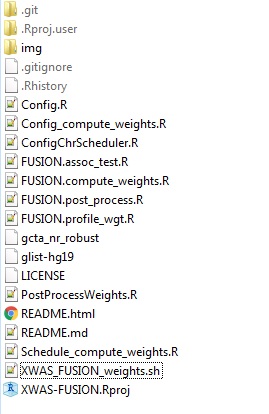 .git
.Rproj.user
img
.gitignore
.Rhistory
Config.R
Config_compute_weights.R
ConfigChrScheduler.R
FUSION.assoc_test.R
FUSION.compute_weights.R
FUSION.post_process.R
FUSION.profile_wgt.R
gcta_nr_robust
glist-hg19
LICENSE
PostProcessWeights.R
README.html
README.md
Schedule_compute_weights.R
XWAS_FUSION_weights.sh
XWAS-FUSION.Rproj